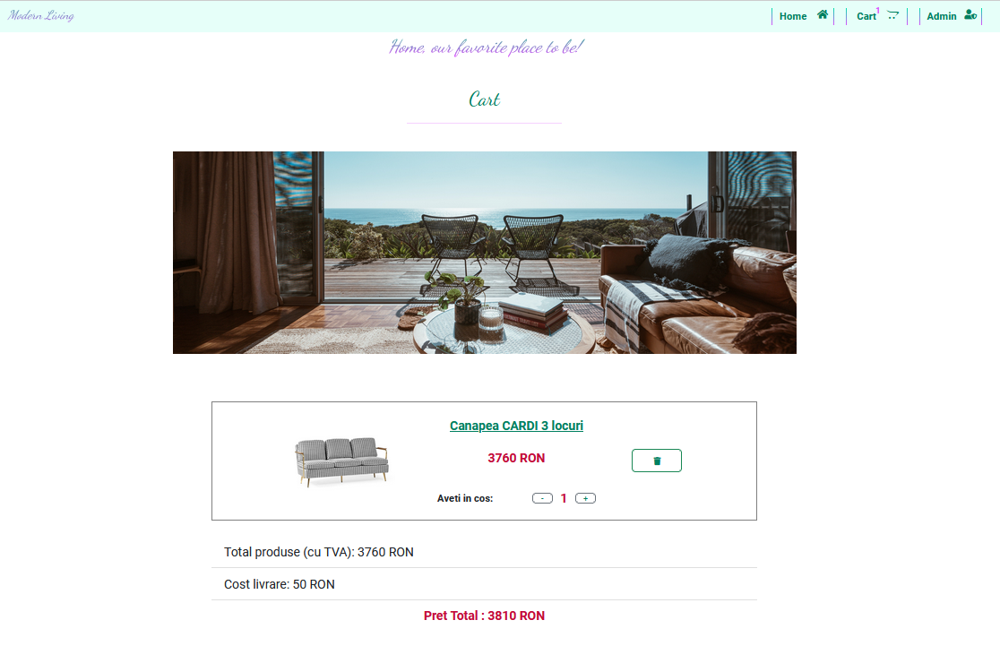 Modern Living
Home
Cart 1
Admin
Home, our favorite place to be!
Cart
Canapea CARDI 3 locuri
3760 RON
Aveti in cos: - 1 +
Total produse (cu TVA): 3760 RON
Cost livrare: 50 RON
Pret Total : 3810 RON